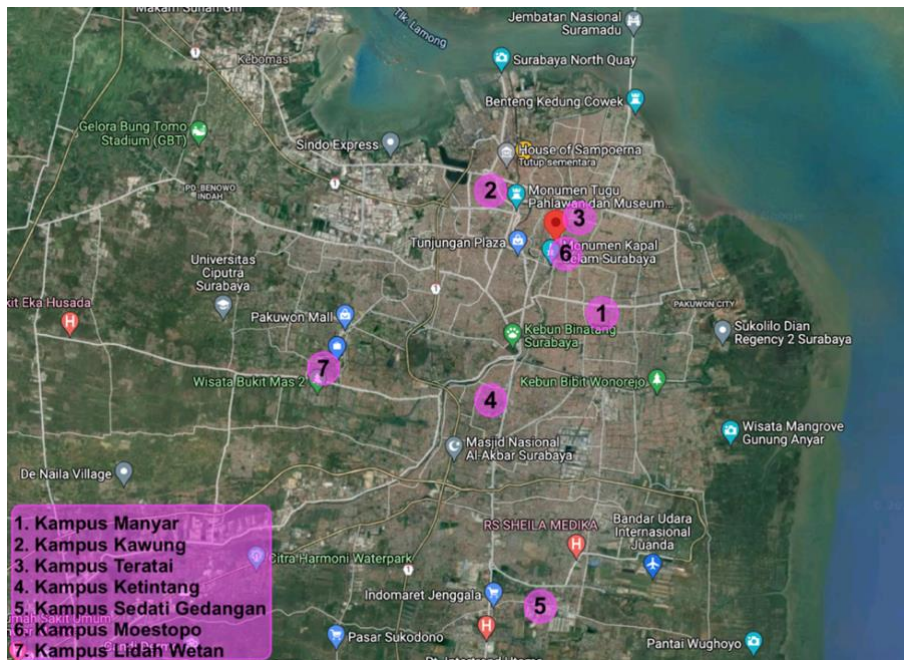 Makam Sunan Giri
Tlk. Lamong
Jembatan Nasional
Suramadu
Kebomas
Surabaya North Quay
Benteng Kedung Cowek
Gelora Bung Tomo
Stadium (GBT)
Sindo Express
House of Sampoerna
Tutup sementara
PD. BENOWO
INDAH
2
Monumen Tugu
Pahlawan dan Museum...
3
Tunjungan Plaza
Monumen Kapal
Selam Surabaya
6
Universitas
Ciputra
Surabaya
kit Eka Husada
Pakuwon Mall
1
PAKUWON CITY
Kebun Binatang
Surabaya
Sukolilo Dian
Regency 2 Surabaya
7
Wisata Bukit Mas 2
Kebun Bibit Wonorejo
4
Wisata Mangrove
Gunung Anyar
Masjid Nasional
Al-Akbar Surabaya
De Naila Village
RS SHEILA MEDIKA
Bandar Udara
Internasional
Juanda
Citra Harmoni Waterpark
Indomaret Jenggala
5
Pasar Sukodono
Pantai Wughoyo
1. Kampus Manyar
2. Kampus Kawung
3. Kampus Teratai
4. Kampus Ketintang
5. Kampus Sedati Gedangan
6. Kampus Moestopo
7. Kampus Lidah Wetan